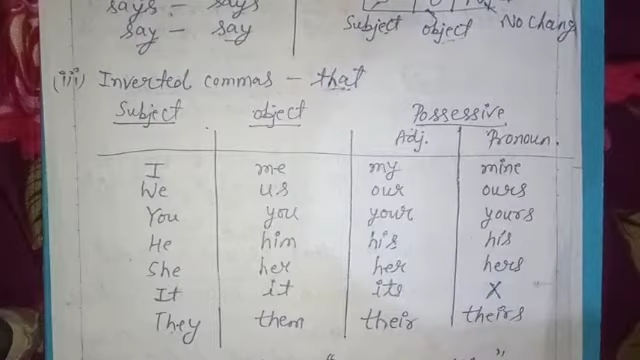 says - says
say - say
Subject object No Chang
(iii) Inverted commas - that
Subject object Possessive
Adj. Pronoun.
I me my mine
We us our ours
You you your yours
He him his his
She her her hers
It it its X
They them their theirs